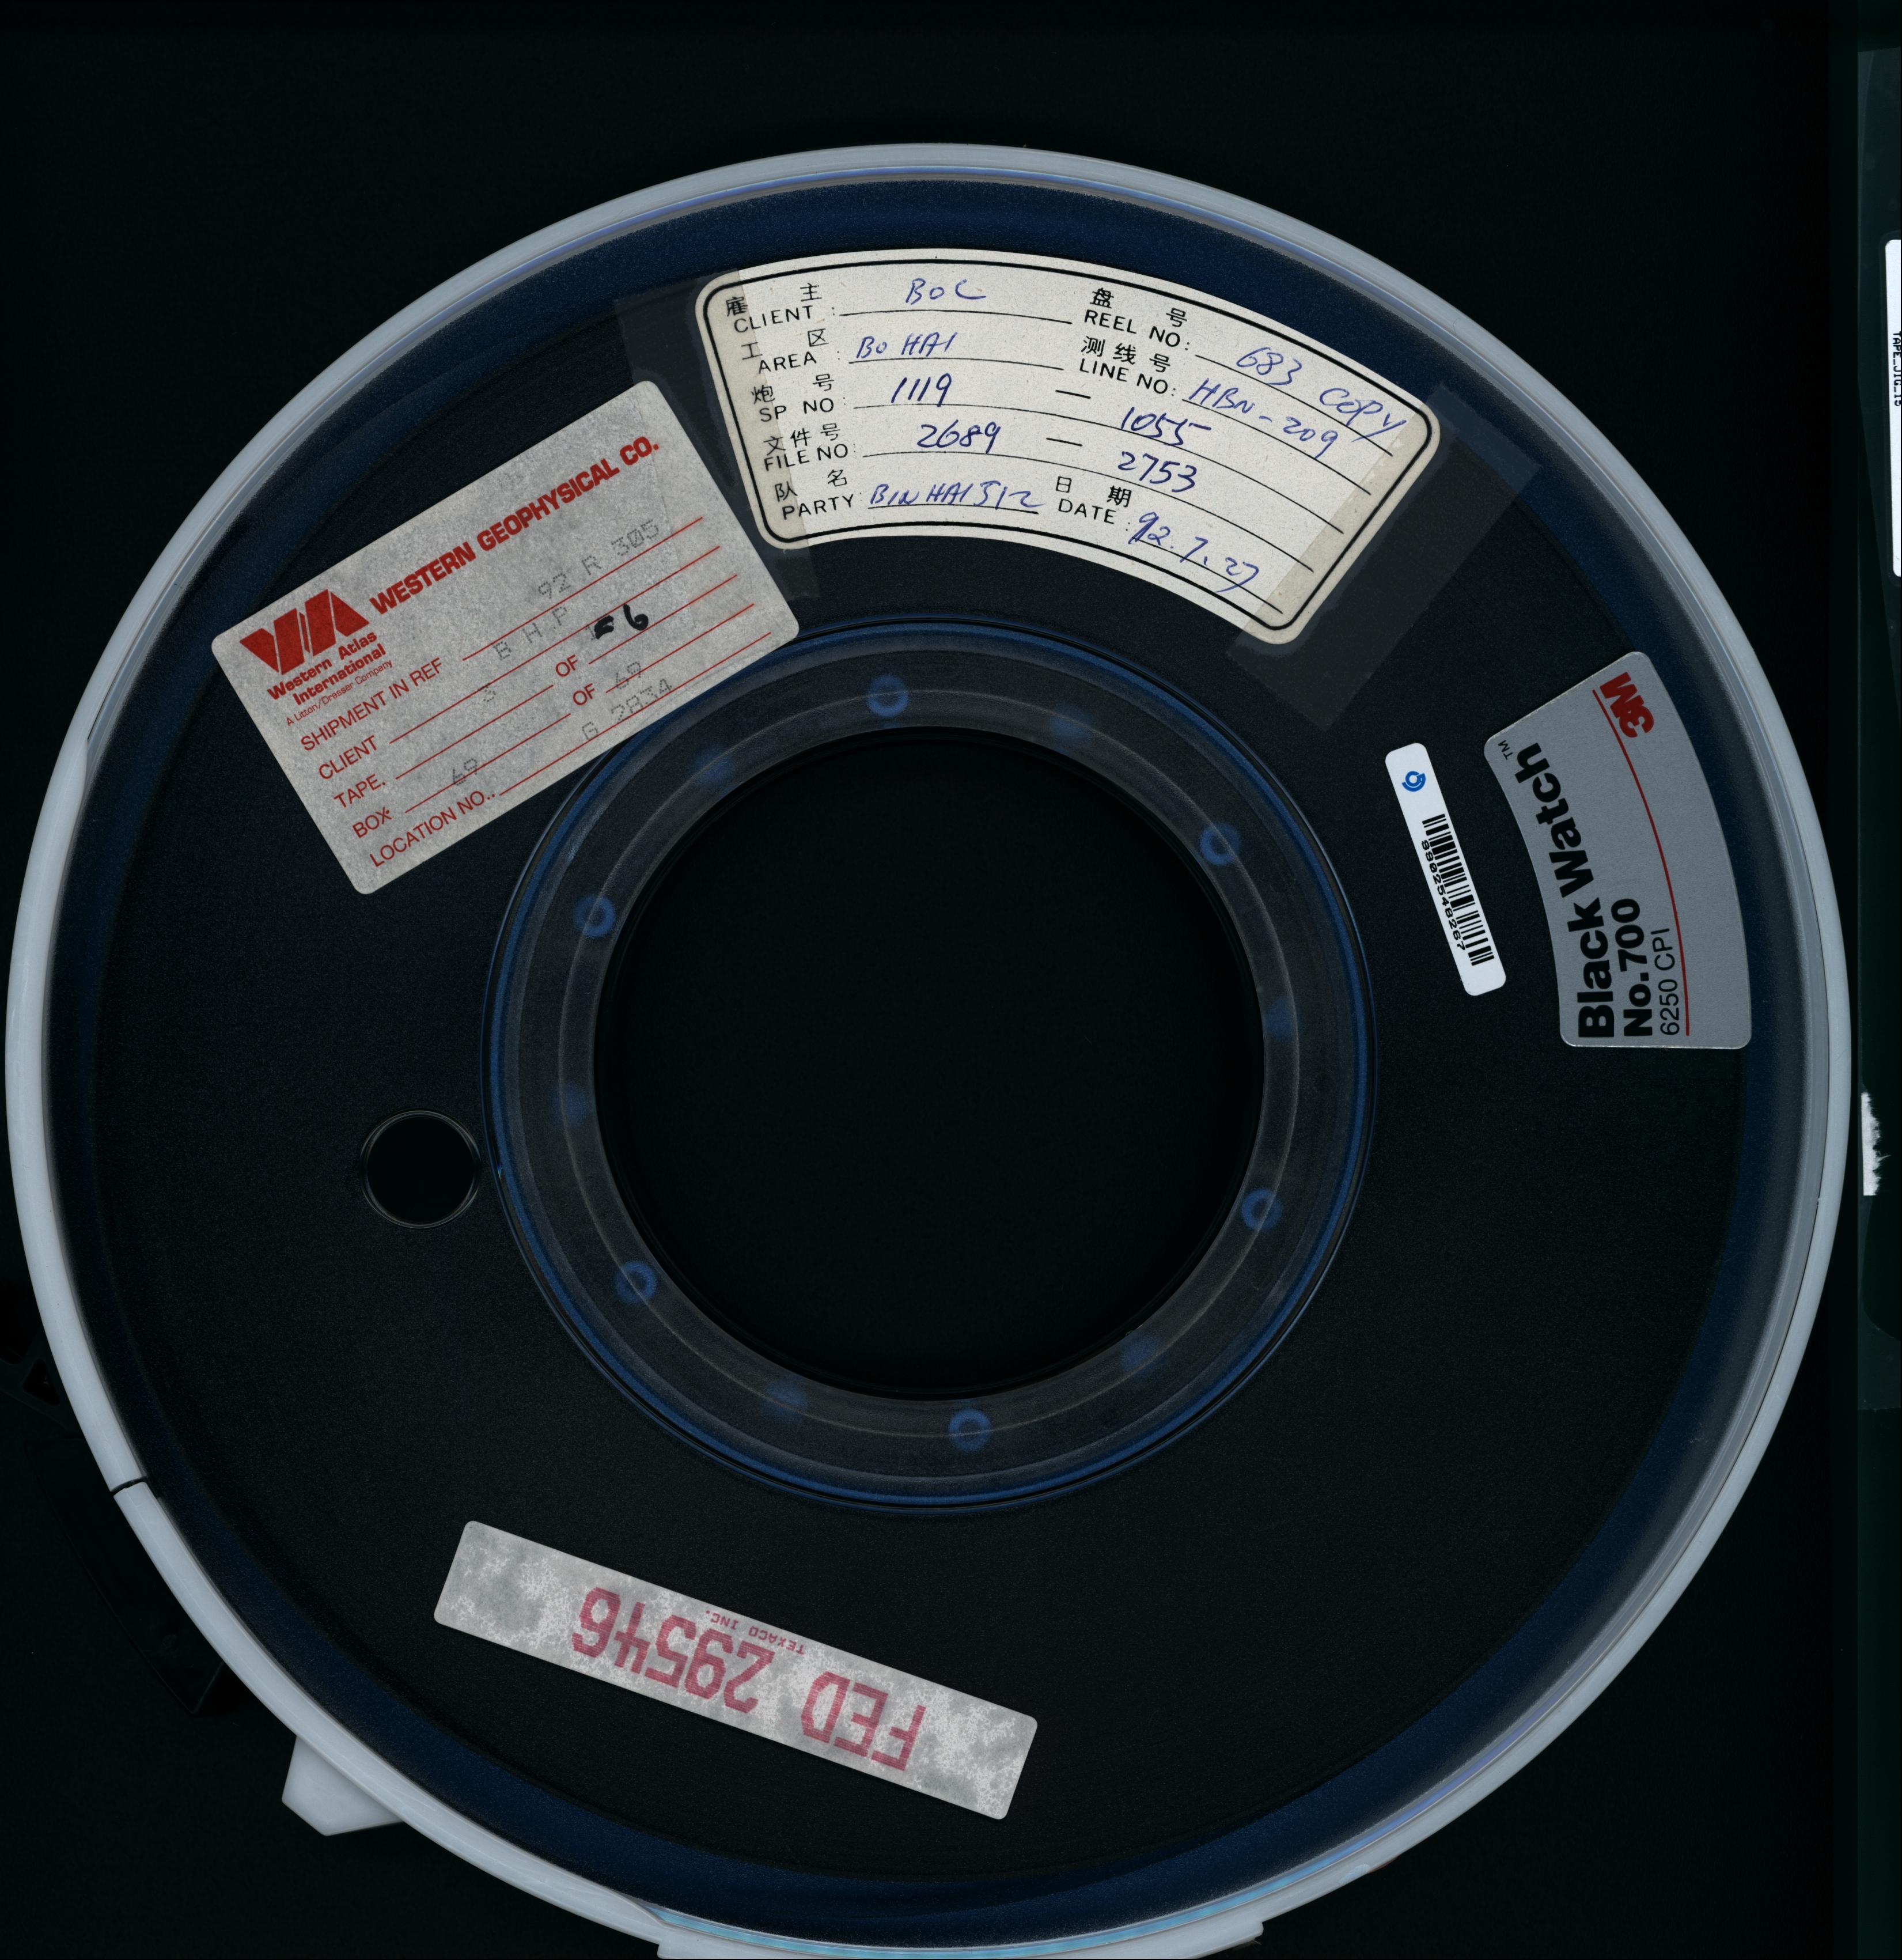 雇 主 CLIENT : BOC
盘 号 REEL NO: 683 COPY
工 区 AREA : BO HAI
测线号 LINE NO: HBN-209
炮 号 SP NO : 1119 — 1055
文件号 FILE NO: 2689 — 2753
队 名 PARTY: BIN HAI 512
日 期 DATE: 92.7.27
WESTERN GEOPHYSICAL CO.
Western Atlas
International
A Litton/Dresser Company
SHIPMENT IN REF 92 R 305
CLIENT B H P
TAPE. 5 OF 6
BOX 69 OF 69
LOCATION NO.. G 2834
3M
Black Watch™
No.700
6250 CPI
TEXACO INC.
FED 29546